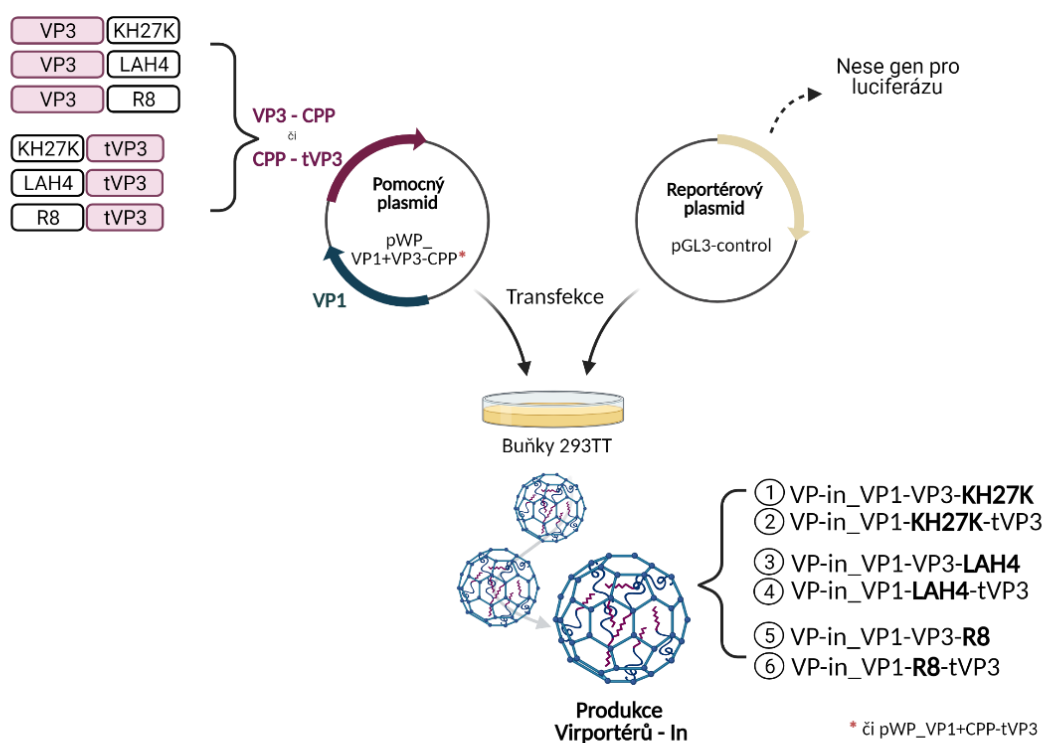 VP3 KH27K
VP3 LAH4
VP3 R8
KH27K tVP3
LAH4 tVP3
R8 tVP3
VP3 - CPP
či
CPP - tVP3
Pomocný
plasmid
pWP_
VP1+VP3-CPP*
VP1
Nese gen pro
luciferázu
Reportérový
plasmid
pGL3-control
Transfekce
Buňky 293TT
Produkce
Virportérů - In
1 VP-in_VP1-VP3-KH27K
2 VP-in_VP1-KH27K-tVP3
3 VP-in_VP1-VP3-LAH4
4 VP-in_VP1-LAH4-tVP3
5 VP-in_VP1-VP3-R8
6 VP-in_VP1-R8-tVP3
* či pWP_VP1+CPP-tVP3